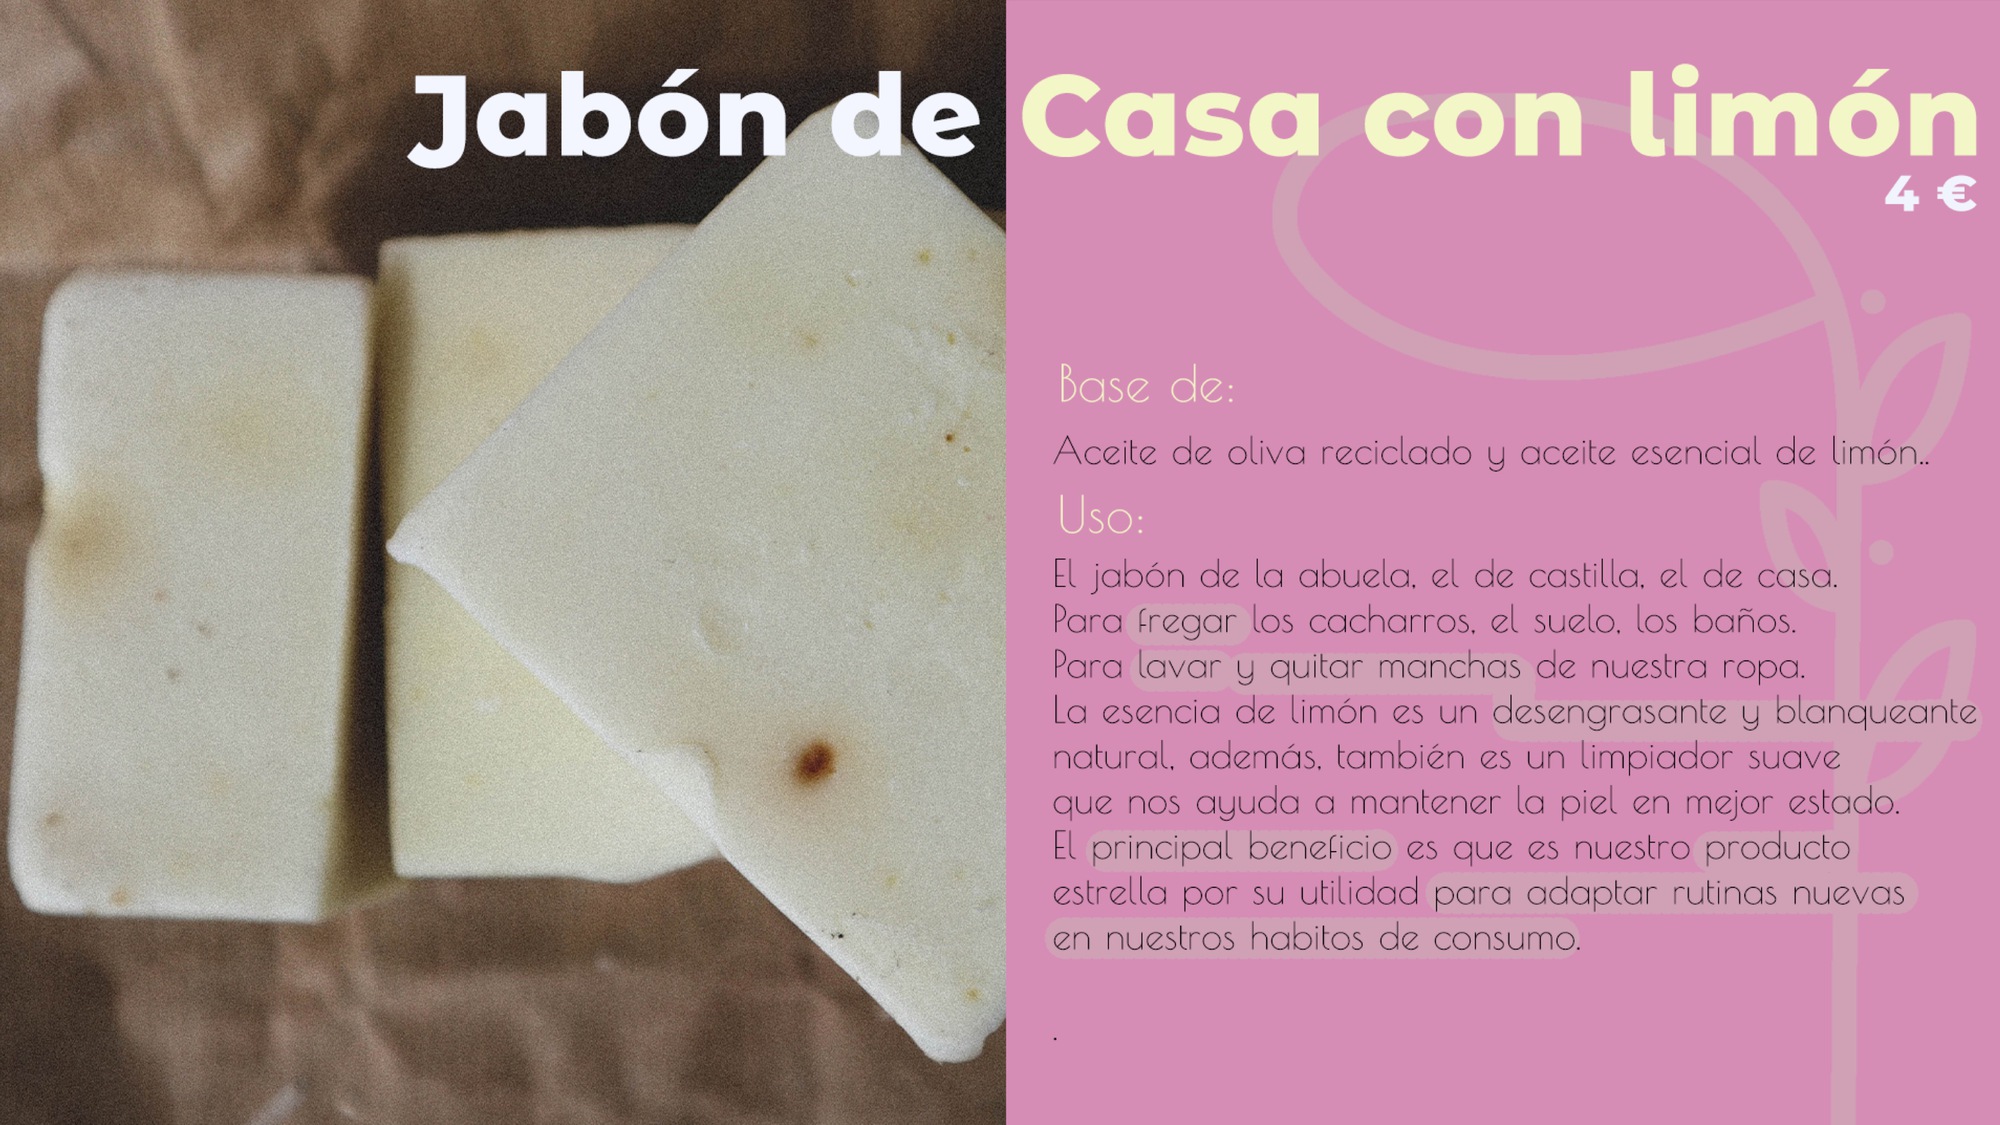 Jabón de Casa con limón
4 €
Base de:
Aceite de oliva reciclado y aceite esencial de limón..
Uso:
El jabón de la abuela, el de castilla, el de casa.
Para fregar los cacharros, el suelo, los baños.
Para lavar y quitar manchas de nuestra ropa.
La esencia de limón es un desengrasante y blanqueante
natural, además, también es un limpiador suave
que nos ayuda a mantener la piel en mejor estado.
El principal beneficio es que es nuestro producto
estrella por su utilidad para adaptar rutinas nuevas
en nuestros habitos de consumo.
.